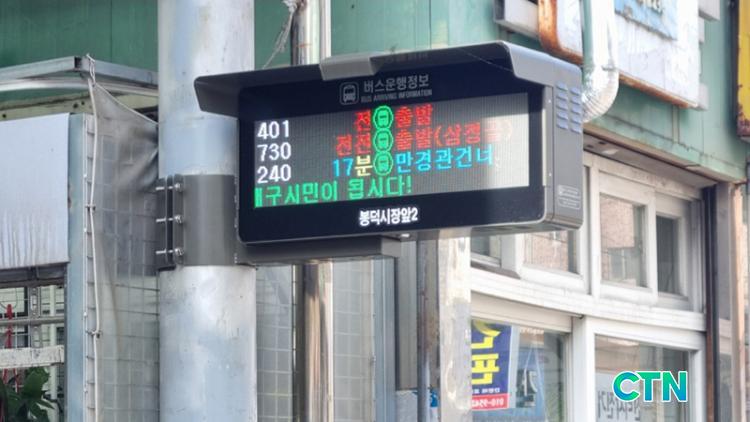 버스운행정보
BUS ARRIVING INFORMATION
401 전 출발
730 전전 출발(삼정골)
240 17분 만경관건너
구시민이 됩시다!
봉덕시장앞2
CTN